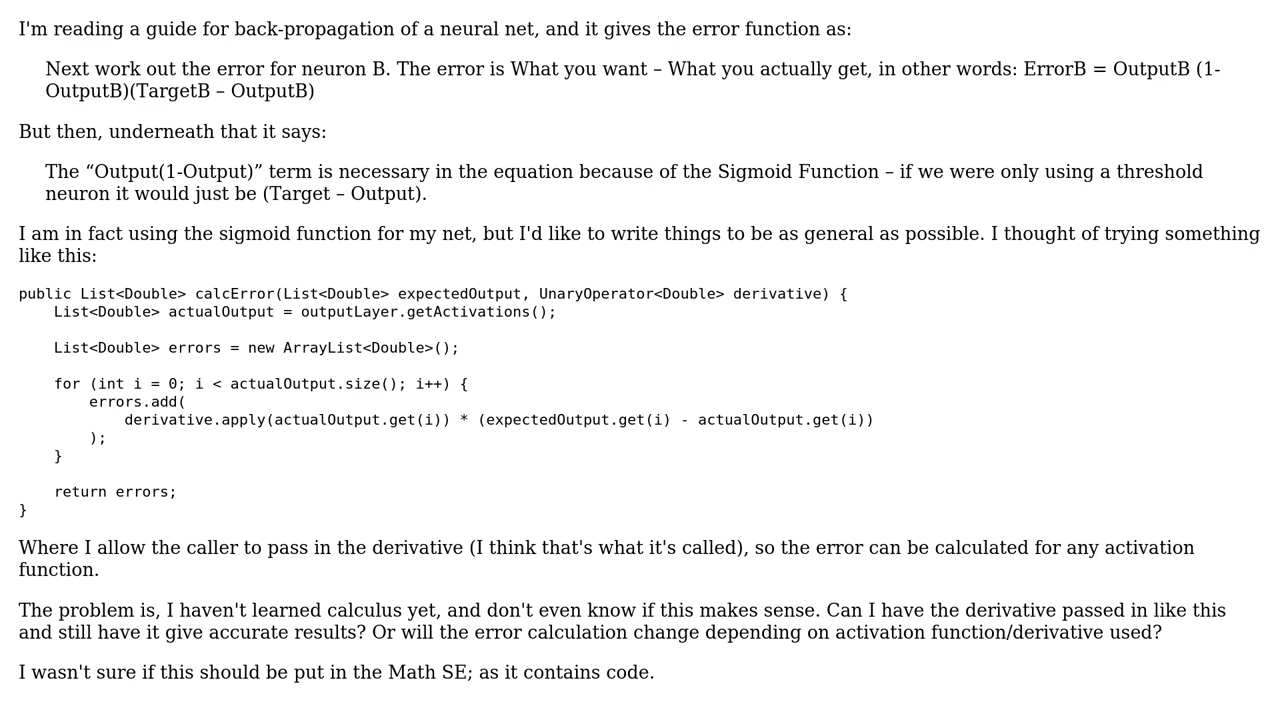 I'm reading a guide for back-propagation of a neural net, and it gives the error function as:
Next work out the error for neuron B. The error is What you want – What you actually get, in other words: ErrorB = OutputB (1-
OutputB)(TargetB – OutputB)
But then, underneath that it says:
The “Output(1-Output)” term is necessary in the equation because of the Sigmoid Function – if we were only using a threshold
neuron it would just be (Target – Output).
I am in fact using the sigmoid function for my net, but I'd like to write things to be as general as possible. I thought of trying something
like this:
public List<Double> calcError(List<Double> expectedOutput, UnaryOperator<Double> derivative) {
    List<Double> actualOutput = outputLayer.getActivations();
    List<Double> errors = new ArrayList<Double>();
    for (int i = 0; i < actualOutput.size(); i++) {
        errors.add(
            derivative.apply(actualOutput.get(i)) * (expectedOutput.get(i) - actualOutput.get(i))
        );
    }
    return errors;
}
Where I allow the caller to pass in the derivative (I think that's what it's called), so the error can be calculated for any activation
function.
The problem is, I haven't learned calculus yet, and don't even know if this makes sense. Can I have the derivative passed in like this
and still have it give accurate results? Or will the error calculation change depending on activation function/derivative used?
I wasn't sure if this should be put in the Math SE; as it contains code.